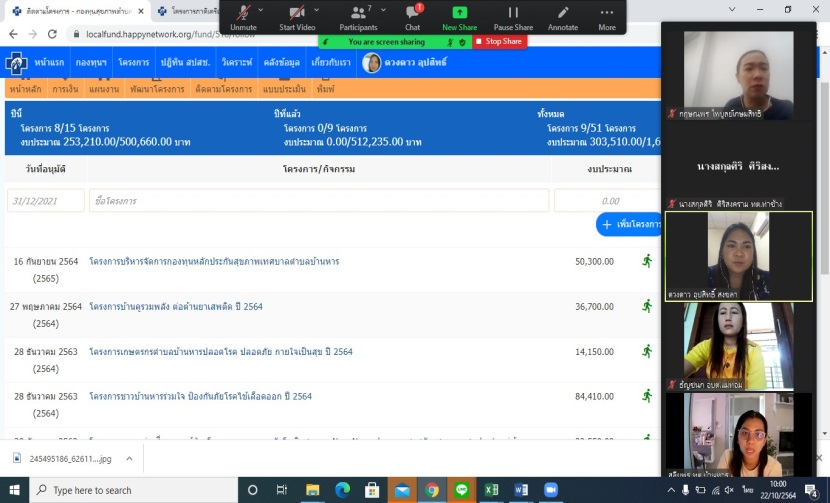 ติดตามโครงการ - กองทุนสุขภาพตำบล
localfund.happynetwork.org/fund/5
Unmute
Start Video
Participants
7
Chat
1
New Share
Pause Share
Annotate
More
You are screen sharing
Stop Share
หน้าแรก กองทุนฯ โครงการ ปฏิทิน สปสช. วิเคราะห์ คลังข้อมูล เกี่ยวกับเรา ดวงดาว อุปสิทธิ์
หน้าหลัก การเงิน แผนงาน พัฒนาโครงการ ติดตามโครงการ แบบประเมิน พิมพ์
ปีนี้
โครงการ 8/15 โครงการ
งบประมาณ 253,210.00/500,660.00 บาท
ปีที่แล้ว
โครงการ 0/9 โครงการ
งบประมาณ 0.00/512,235.00 บาท
ทั้งหมด
โครงการ 9/51 โครงการ
งบประมาณ 303,510.00/1,6
วันที่อนุมัติ โครงการ/กิจกรรม งบประมาณ
31/12/2021 ชื่อโครงการ 0.00
+ เพิ่มโครงการ
16 กันยายน 2564 โครงการบริหารจัดการกองทุนหลักประกันสุขภาพเทศบาลตำบลบ้านหาร 50,300.00
(2565)
27 พฤษภาคม 2564 โครงการบ้านคูรวมพลัง ต่อต้านยาเสพติด ปี 2564 36,700.00
(2564)
28 ธันวาคม 2563 โครงการเกษตรกรตำบลบ้านหารปลอดโรค ปลอดภัย กายใจเป็นสุข ปี 2564 14,150.00
(2564)
28 ธันวาคม 2563 โครงการชาวบ้านหารร่วมใจ ป้องกันภัยโรคไข้เลือดออก ปี 2564 84,410.00
(2564)
กฤษณพร ไพบูลย์เกษมสิทธิ
นางสกุลศิริ ศิริสง...
นางสกุลศิริ ศิริสงคราม ทต.ท่าช้าง
ดวงดาว อุปสิทธิ์ สงขลา
ธัญชนก อบต.แม่ทอม
245495186_62611....jpg
Type here to search
ไทย
10:00
22/10/2564
4